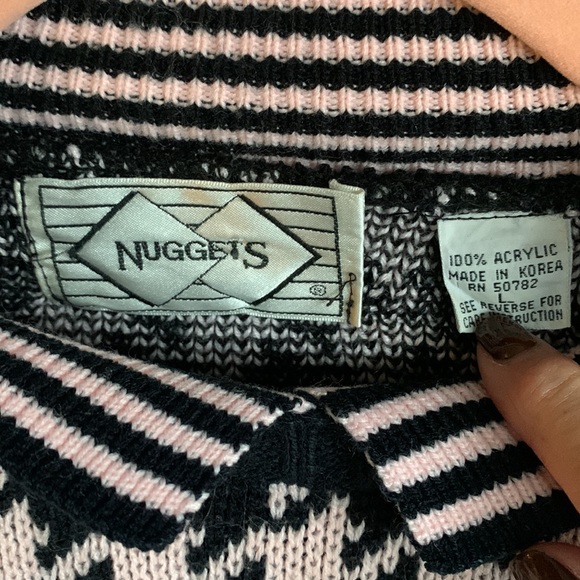 NUGGETS
®
100% ACRYLIC
MADE IN KOREA
RN 50782
L
SEE REVERSE FOR
CARE INSTRUCTION